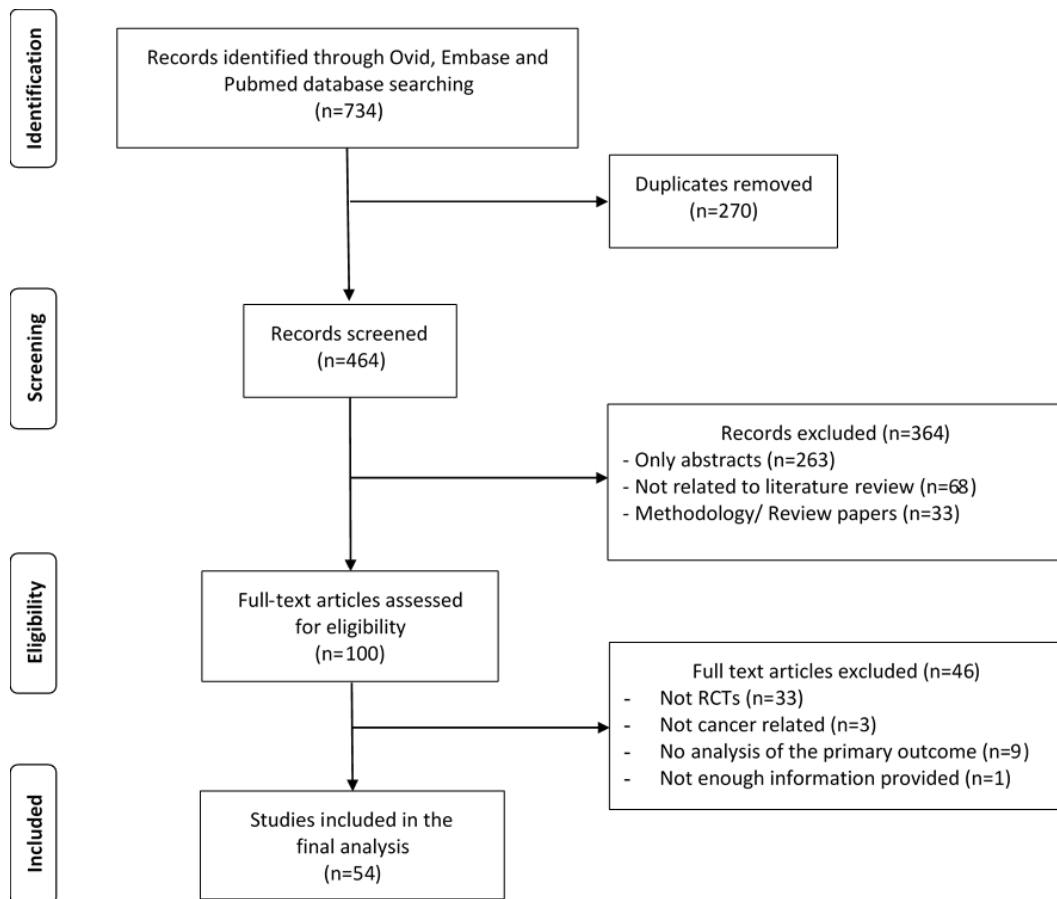 Identification
Records identified through Ovid, Embase and
Pubmed database searching
(n=734)
Duplicates removed
(n=270)
Screening
Records screened
(n=464)
Records excluded (n=364)
- Only abstracts (n=263)
- Not related to literature review (n=68)
- Methodology/ Review papers (n=33)
Eligibility
Full-text articles assessed
for eligibility
(n=100)
Full text articles excluded (n=46)
- Not RCTs (n=33)
- Not cancer related (n=3)
- No analysis of the primary outcome (n=9)
- Not enough information provided (n=1)
Included
Studies included in the
final analysis
(n=54)